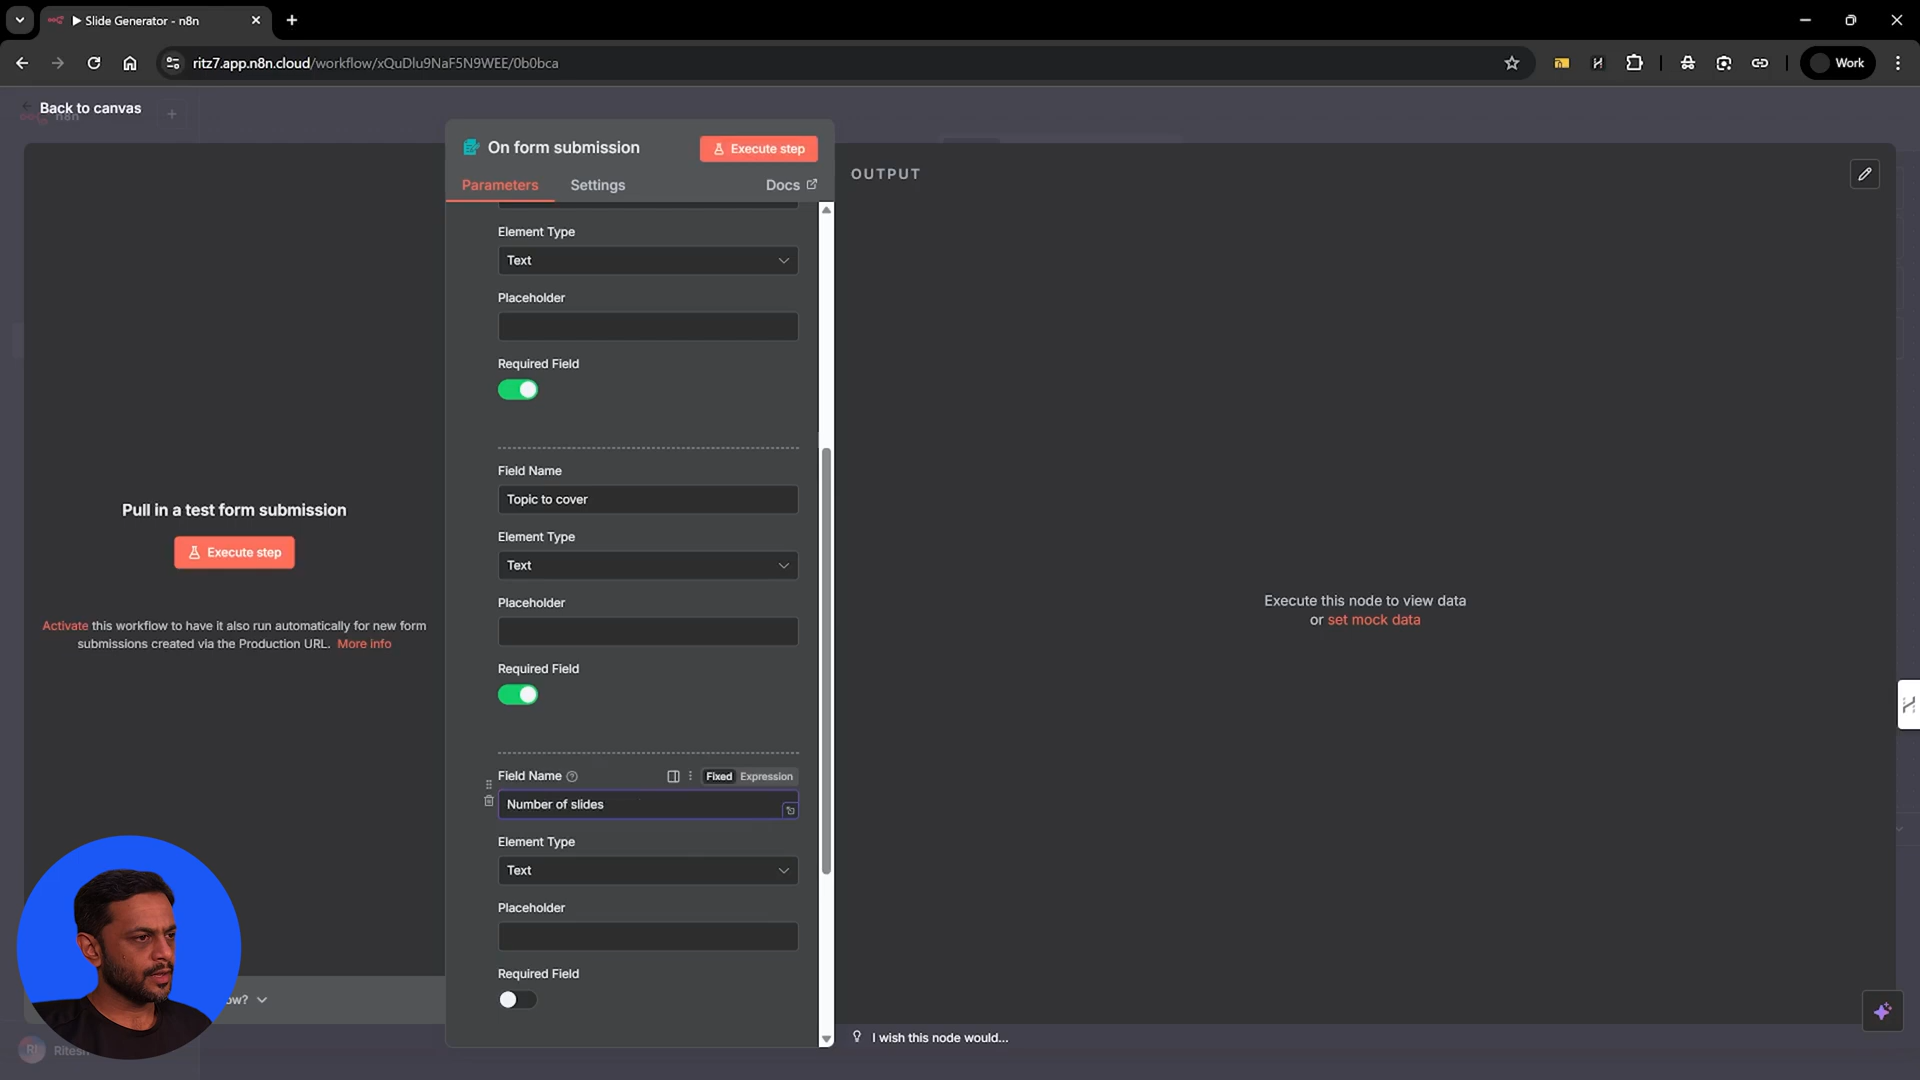 Slide Generator - n8n
ritz7.app.n8n.cloud/workflow/xQuDlu9NaF5N9WEE/0b0bca
Work
Back to canvas
n8n
On form submission
Execute step
Parameters
Settings
Docs
OUTPUT
Element Type
Text
Placeholder
Required Field
Field Name
Topic to cover
Element Type
Text
Placeholder
Required Field
Field Name
Fixed
Expression
Number of slides
Element Type
Text
Placeholder
Required Field
Pull in a test form submission
Execute step
Activate this workflow to have it also run automatically for new form
submissions created via the Production URL. More info
Execute this node to view data
or set mock data
I wish this node would...